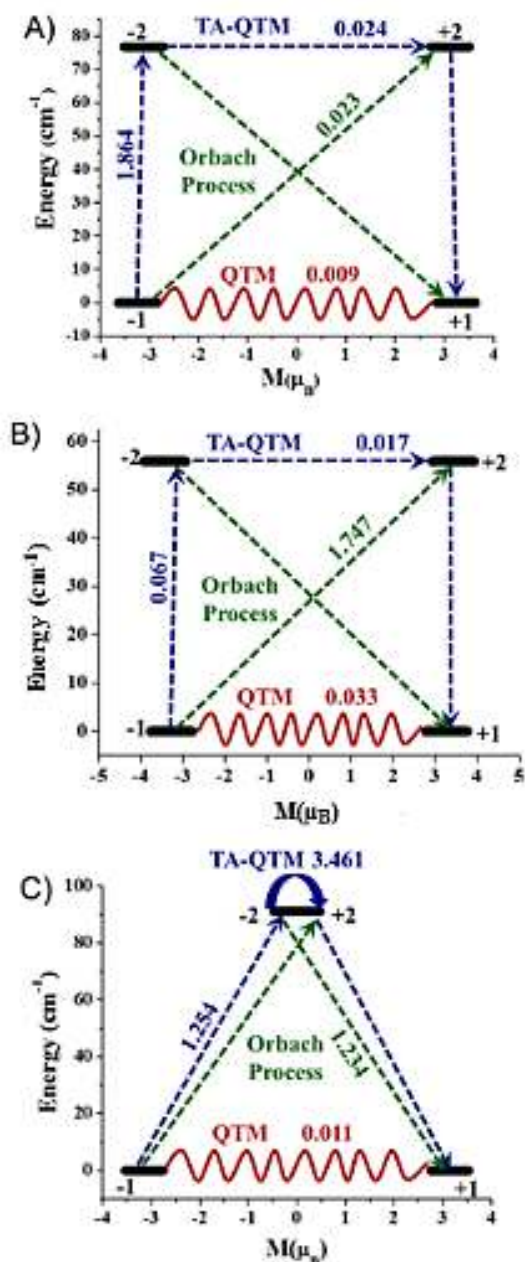 A)
-2 TA-QTM 0.024 +2
80
70
60
50
40
30
20
10
0
-10
Energy (cm-1)
1.864
0.023
Orbach
Process
QTM 0.009
-1 +1
-4 -3 -2 -1 0 1 2 3 4
M(μB)
B)
-2 TA-QTM 0.017 +2
60
50
40
30
20
10
0
Energy (cm-1)
0.067
1.747
Orbach
Process
QTM 0.033
-1 +1
-5 -4 -3 -2 -1 0 1 2 3 4 5
M(μB)
C)
TA-QTM 3.461
-2 +2
100
80
60
40
20
0
Energy (cm-1)
1.254
1.234
Orbach
Process
QTM 0.011
-1 +1
-4 -3 -2 -1 0 1 2 3 4
M(μB)